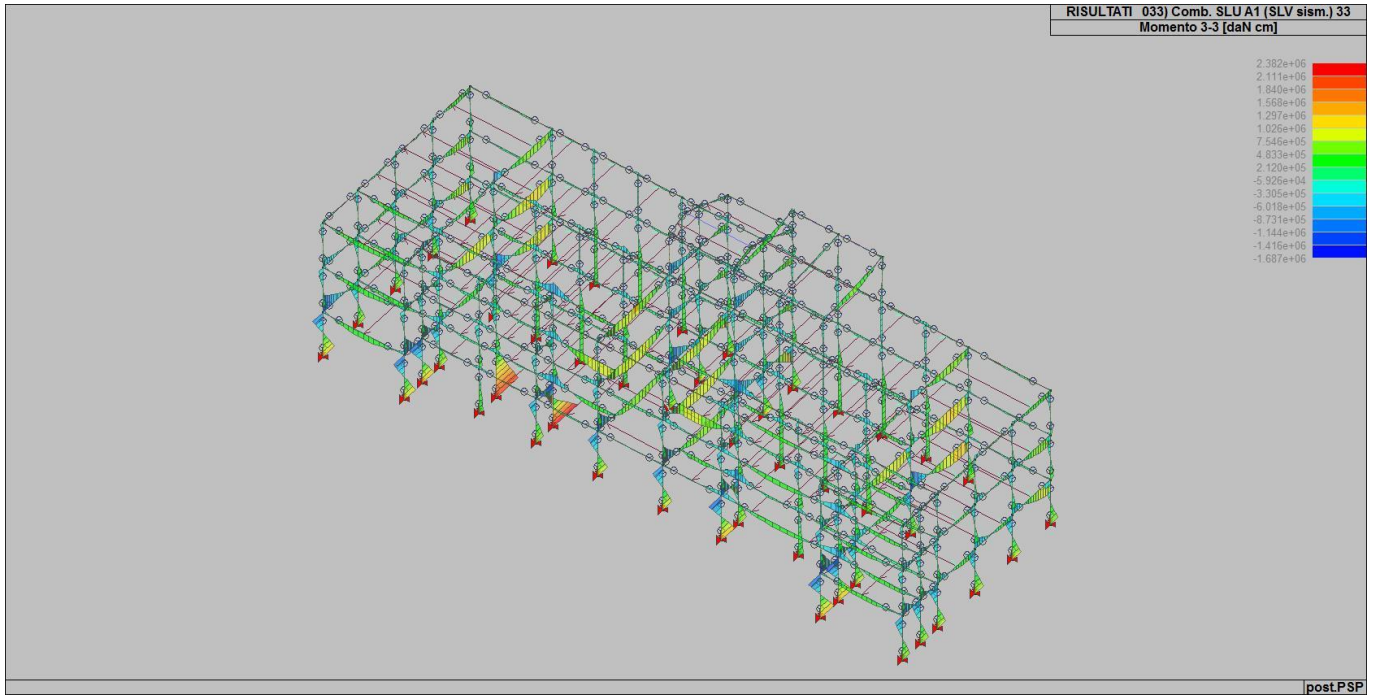 RISULTATI 033) Comb. SLU A1 (SLV sism.) 33
Momento 3-3 [daN cm]
2.382e+06
2.111e+06
1.840e+06
1.568e+06
1.297e+06
1.026e+06
7.546e+05
4.833e+05
2.120e+05
-5.926e+04
-3.305e+05
-6.018e+05
-8.731e+05
-1.144e+06
-1.416e+06
-1.687e+06
post.PSP